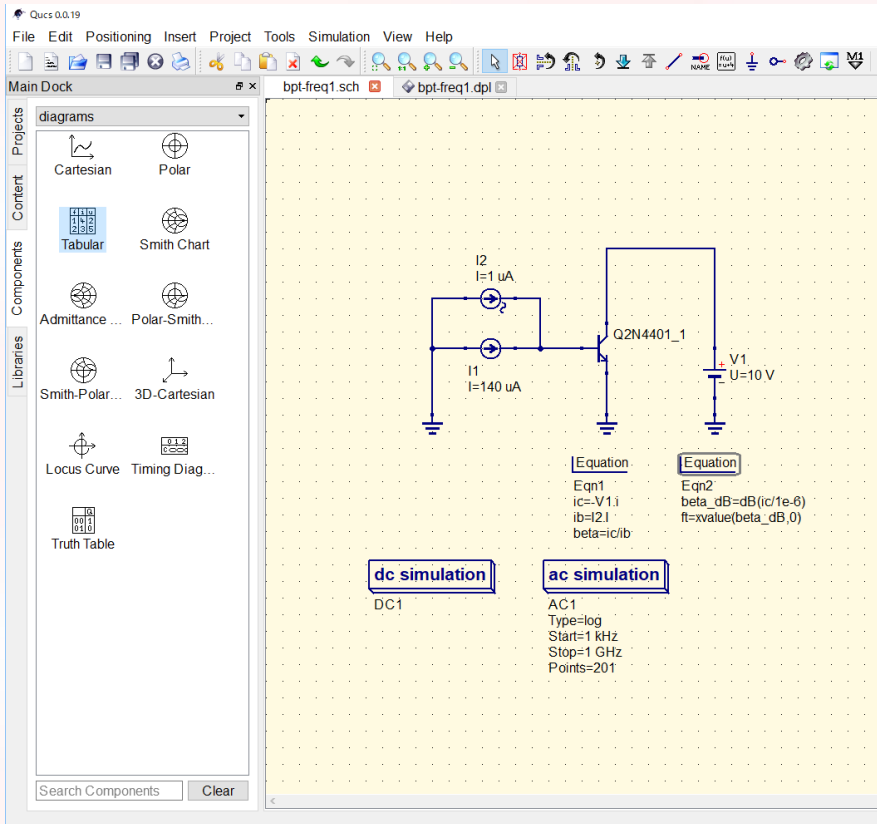 Qucs 0.0.19
File Edit Positioning Insert Project Tools Simulation View Help
NAME
M1
Main Dock
bpt-freq1.sch
bpt-freq1.dpl
Projects
Content
Components
Libraries
diagrams
Cartesian
Polar
Tabular
Smith Chart
Admittance ...
Polar-Smith...
Smith-Polar...
3D-Cartesian
Locus Curve
Timing Diag...
Truth Table
Search Components
Clear
I2
I=1 uA
I1
I=140 uA
Q2N4401_1
V1
U=10 V
Equation
Eqn1
ic=-V1.i
ib=I2.I
beta=ic/ib
Equation
Eqn2
beta_dB=dB(ic/1e-6)
ft=xvalue(beta_dB,0)
dc simulation
DC1
ac simulation
AC1
Type=log
Start=1 kHz
Stop=1 GHz
Points=201